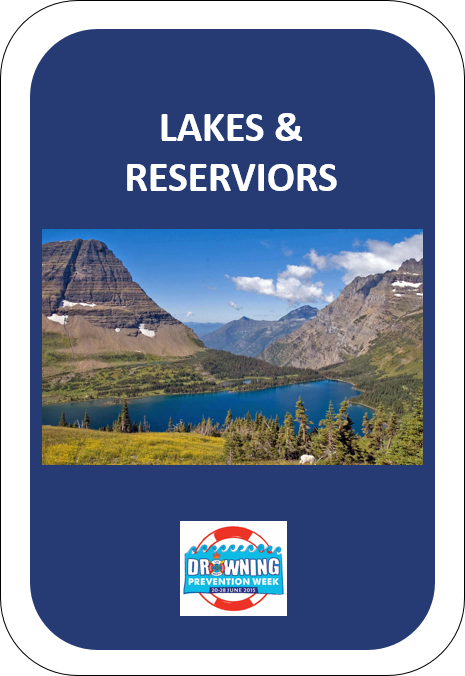 LAKES &
RESERVIORS
DROWNING
PREVENTION WEEK
20-28 JUNE 2015